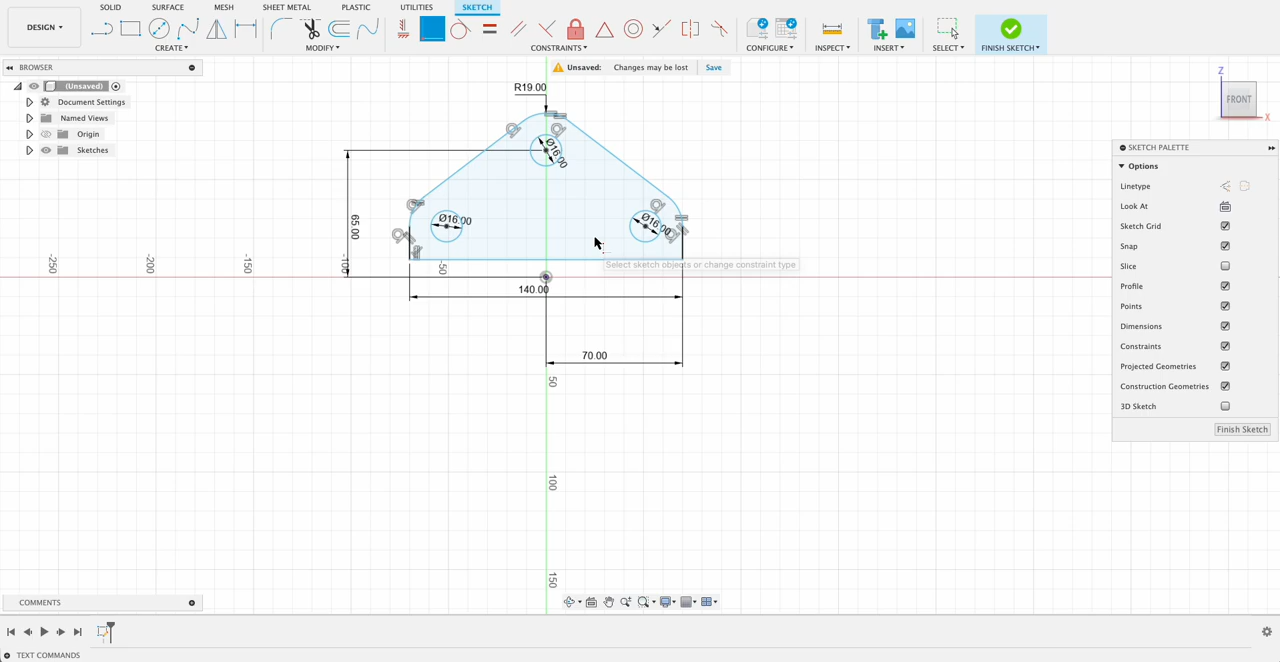 SOLID SURFACE MESH SHEET METAL PLASTIC UTILITIES SKETCH
DESIGN
CREATE MODIFY CONSTRAINTS CONFIGURE INSPECT INSERT SELECT FINISH SKETCH
BROWSER
Unsaved: Changes may be lost Save
(Unsaved)
Document Settings
Named Views
Origin
Sketches
R19.00
Ø16.00
Ø16.00
Ø16.00
65.00
-250
-200
-150
-100
-50
Select sketch objects or change constraint type
140.00
70.00
50
100
150
Z
FRONT
X
SKETCH PALETTE
Options
Linetype
Look At
Sketch Grid
Snap
Slice
Profile
Points
Dimensions
Constraints
Projected Geometries
Construction Geometries
3D Sketch
Finish Sketch
COMMENTS
TEXT COMMANDS